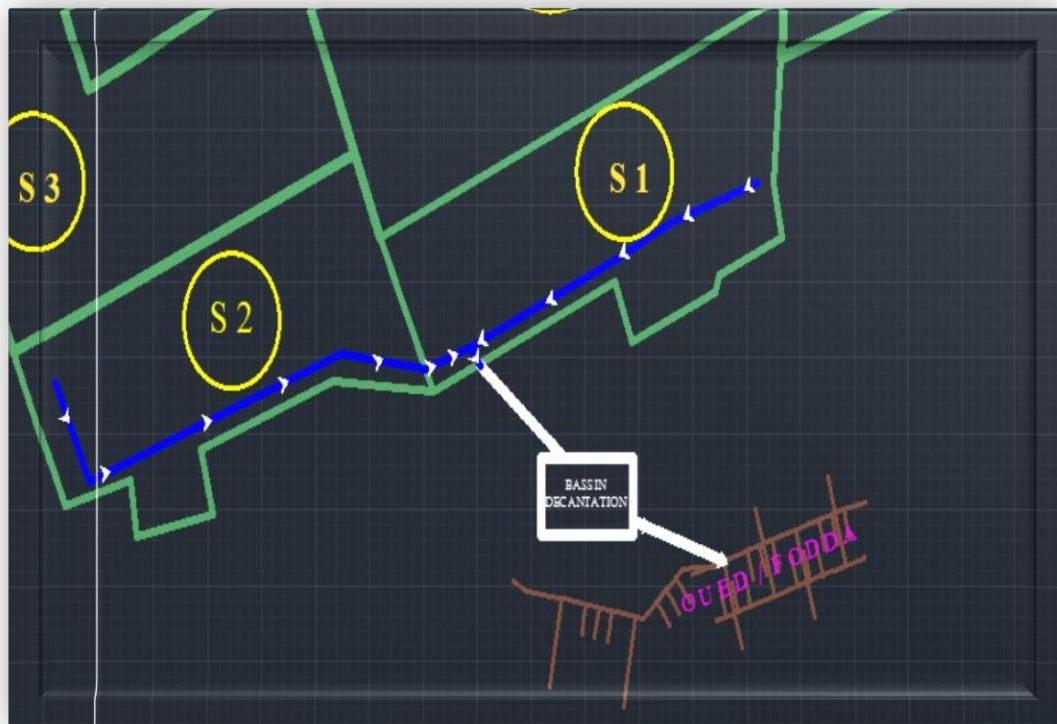 S 1
S 3
S 2
BASSIN
DECANTATION
OUED / FODDA